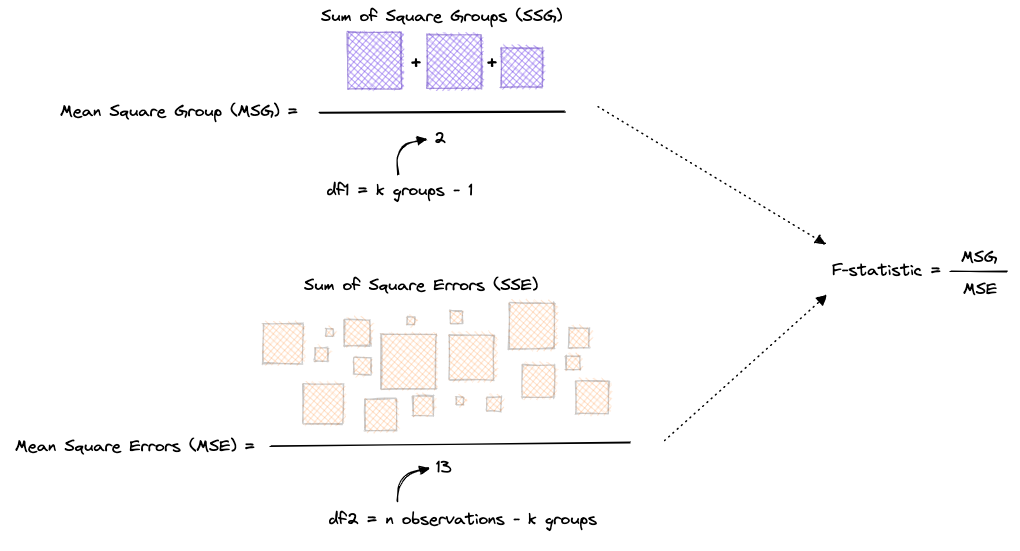 Sum of Square Groups (SSG)
+ +
Mean Square Group (MSG) =
2
df1 = k groups - 1
F-statistic = MSG
MSE
Sum of Square Errors (SSE)
Mean Square Errors (MSE) =
13
df2 = n observations - k groups